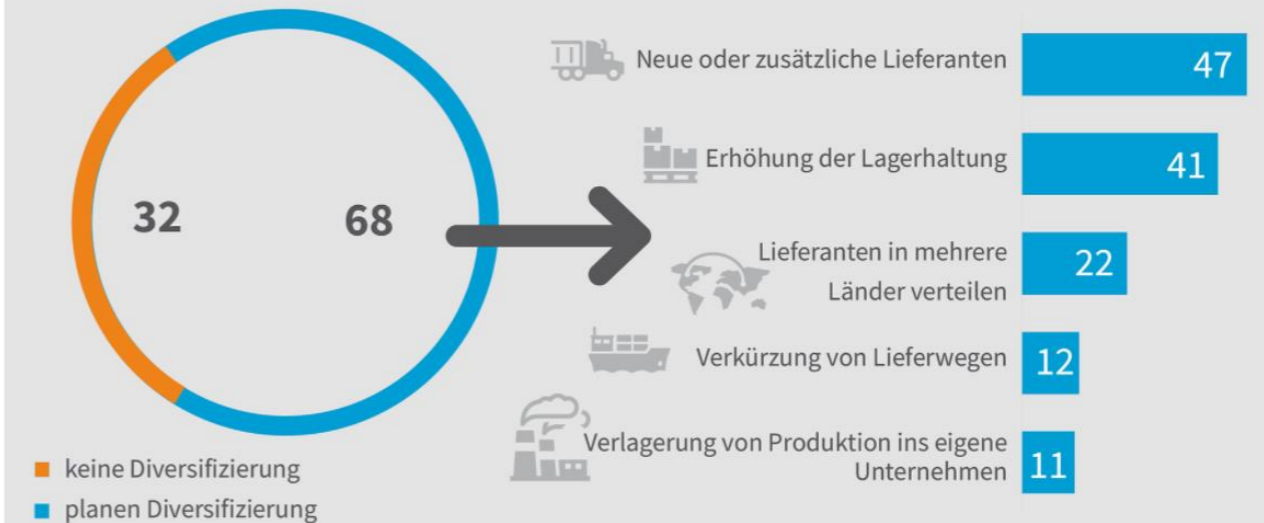 32
68
keine Diversifizierung
planen Diversifizierung
Neue oder zusätzliche Lieferanten
47
Erhöhung der Lagerhaltung
41
Lieferanten in mehrere
Länder verteilen
22
Verkürzung von Lieferwegen
12
Verlagerung von Produktion ins eigene
Unternehmen
11